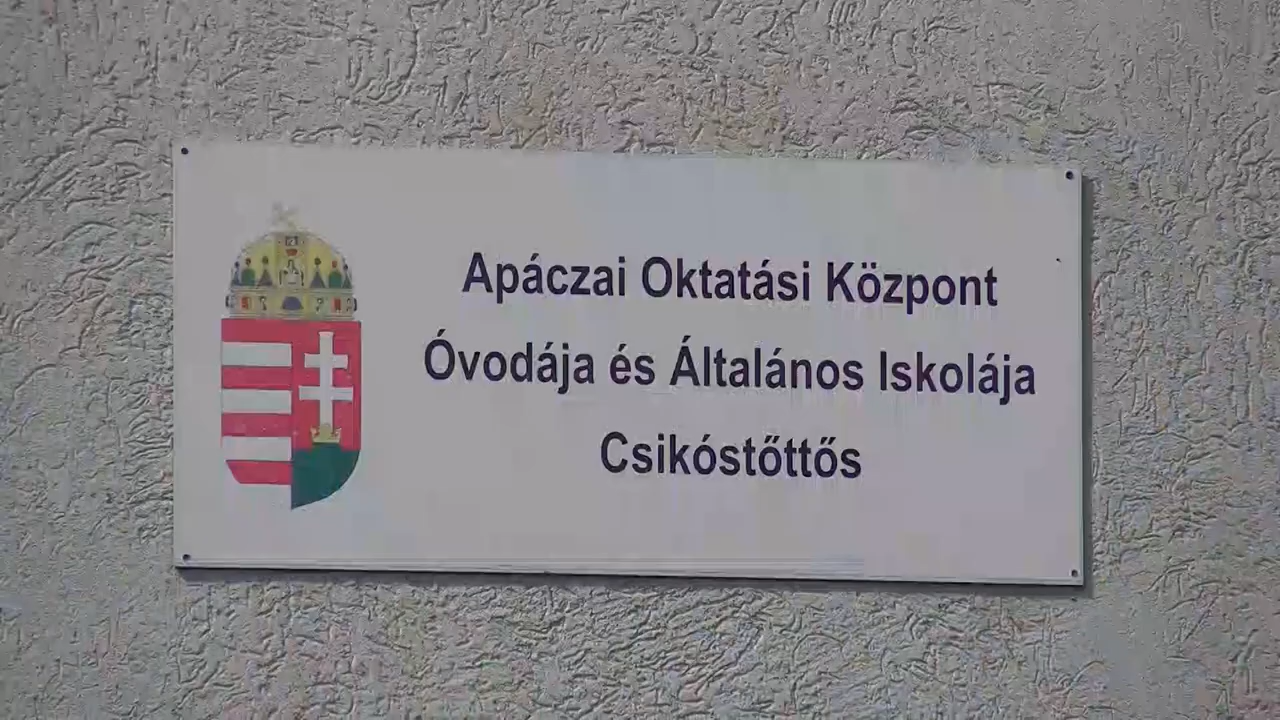 Apáczai Oktatási Központ
Óvodája és Általános Iskolája
Csikóstőttős